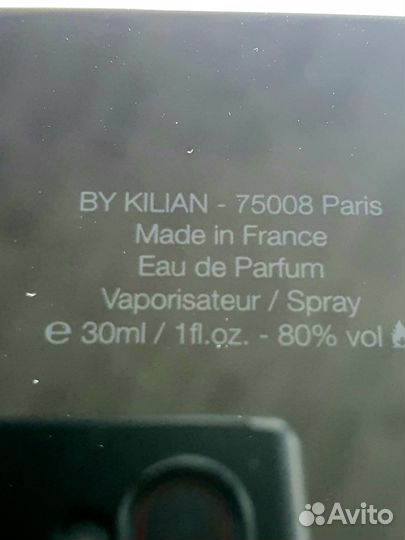 BY KILIAN - 75008 Paris
Made in France
Eau de Parfum
Vaporisateur / Spray
℮ 30ml / 1fl.oz. - 80% vol
Avito